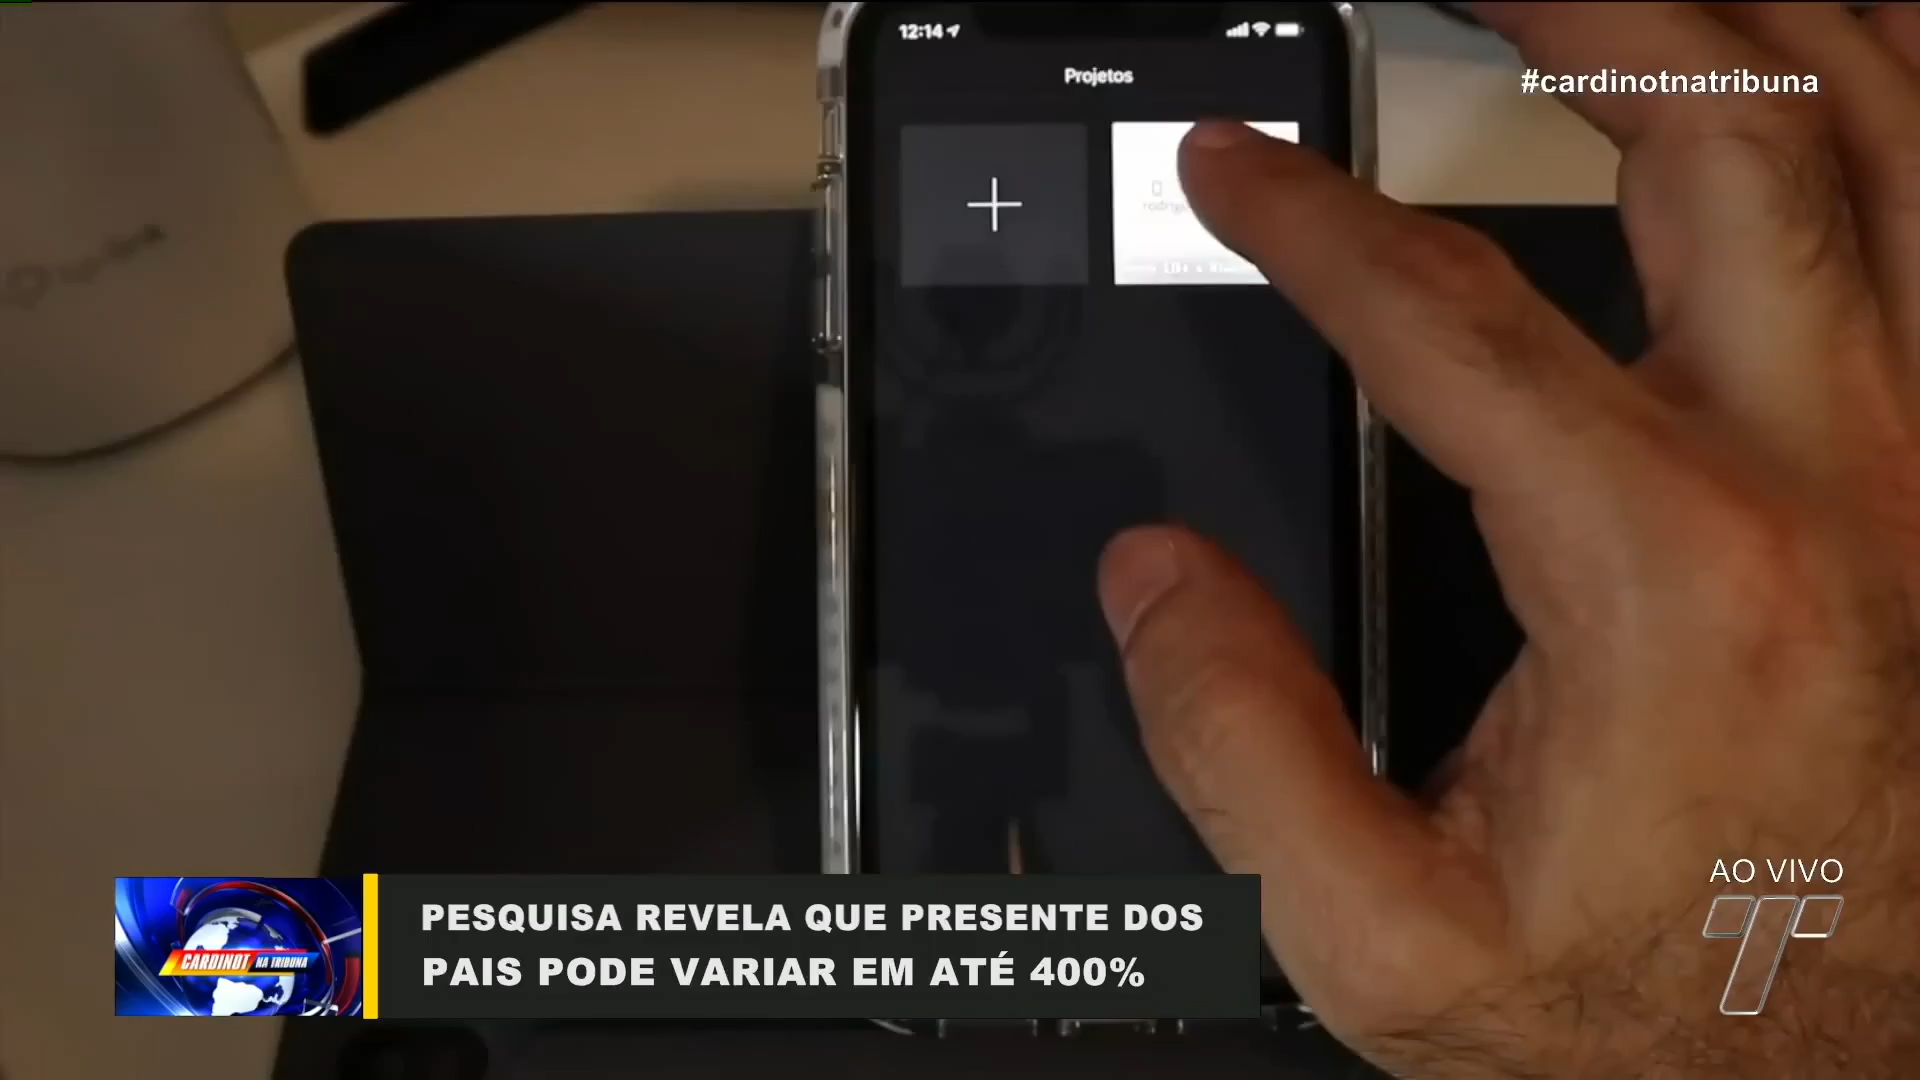 12:14
Projetos
#cardinotnatribuna
AO VIVO
CARDINOT NA TRIBUNA
PESQUISA REVELA QUE PRESENTE DOS
PAIS PODE VARIAR EM ATÉ 400%